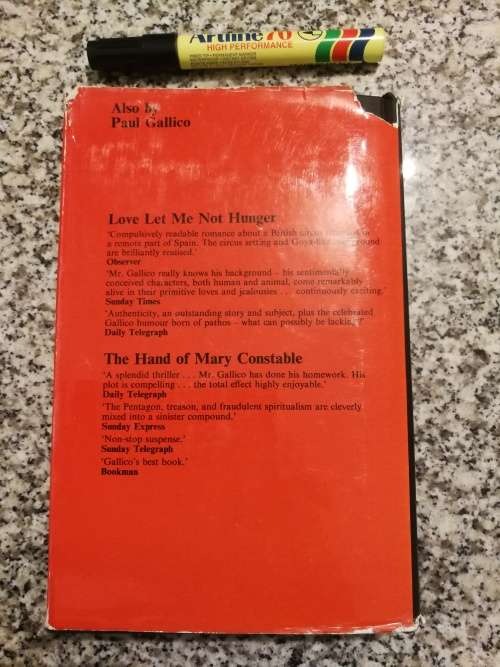 Artline 70
HIGH PERFORMANCE
Also by
Paul Gallico
Love Let Me Not Hunger
'Compulsively readable romance about a British circus
a remote part of Spain. The circus setting and
are brilliantly realised.'
Observer
'Mr. Gallico really knows his background – his sentimentally
conceived characters, both human and animal, come remarkably
alive in their primitive loves and jealousies . . . continuously exciting.'
Sunday Times
'Authenticity, an outstanding story and subject, plus the celebrated
Gallico humour born of pathos – what can possibly be lacking?'
Daily Telegraph
The Hand of Mary Constable
'A splendid thriller . . . Mr. Gallico has done his homework. His
plot is compelling . . . the total effect highly enjoyable.'
Daily Telegraph
'The Pentagon, treason, and fraudulent spiritualism are cleverly
mixed into a sinister compound.'
Sunday Express
'Non-stop suspense.'
Sunday Telegraph
'Gallico's best book.'
Bookman